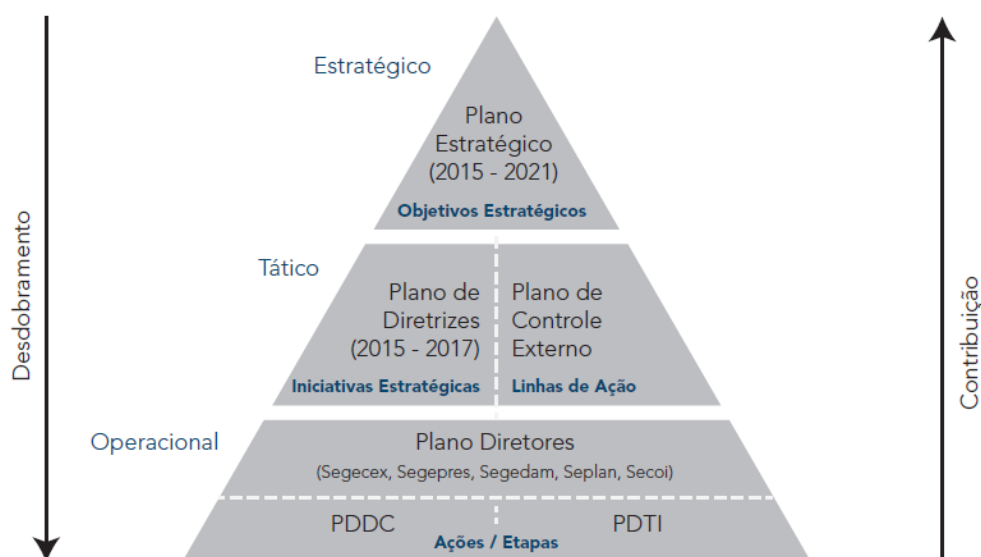 Estratégico
Plano
Estratégico
(2015 - 2021)
Objetivos Estratégicos
Tático
Plano de
Diretrizes
(2015 - 2017)
Iniciativas Estratégicas
Plano de
Controle
Externo
Linhas de Ação
Operacional
Plano Diretores
(Segecex, Segepres, Segedam, Seplan, Secoi)
PDDC
PDTI
Ações / Etapas
Desdobramento
Contribuição